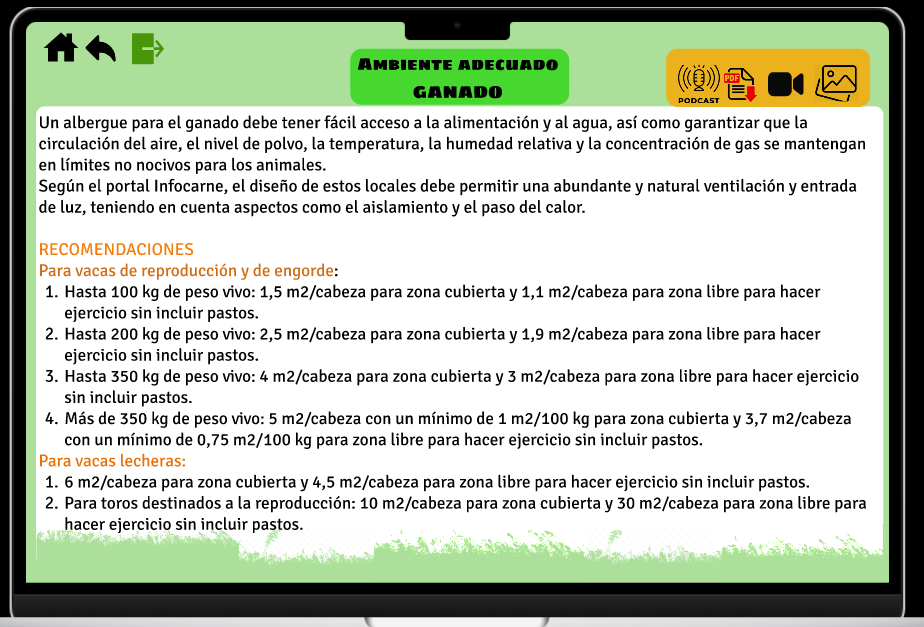 AMBIENTE ADECUADO
GANADO
PODCAST
PDF
Un albergue para el ganado debe tener fácil acceso a la alimentación y al agua, así como garantizar que la
circulación del aire, el nivel de polvo, la temperatura, la humedad relativa y la concentración de gas se mantengan
en límites no nocivos para los animales.
Según el portal Infocarne, el diseño de estos locales debe permitir una abundante y natural ventilación y entrada
de luz, teniendo en cuenta aspectos como el aislamiento y el paso del calor.
RECOMENDACIONES
Para vacas de reproducción y de engorde:
1. Hasta 100 kg de peso vivo: 1,5 m2/cabeza para zona cubierta y 1,1 m2/cabeza para zona libre para hacer
ejercicio sin incluir pastos.
2. Hasta 200 kg de peso vivo: 2,5 m2/cabeza para zona cubierta y 1,9 m2/cabeza para zona libre para hacer
ejercicio sin incluir pastos.
3. Hasta 350 kg de peso vivo: 4 m2/cabeza para zona cubierta y 3 m2/cabeza para zona libre para hacer ejercicio
sin incluir pastos.
4. Más de 350 kg de peso vivo: 5 m2/cabeza con un mínimo de 1 m2/100 kg para zona cubierta y 3,7 m2/cabeza
con un mínimo de 0,75 m2/100 kg para zona libre para hacer ejercicio sin incluir pastos.
Para vacas lecheras:
1. 6 m2/cabeza para zona cubierta y 4,5 m2/cabeza para zona libre para hacer ejercicio sin incluir pastos.
2. Para toros destinados a la reproducción: 10 m2/cabeza para zona cubierta y 30 m2/cabeza para zona libre para
hacer ejercicio sin incluir pastos.